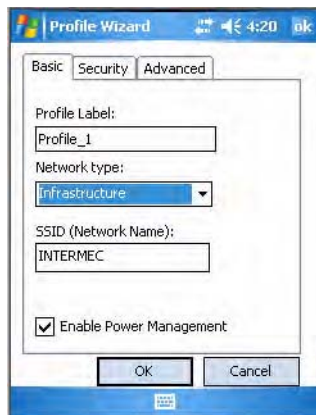 Profile Wizard 4:20 ok
Basic Security Advanced
Profile Label:
Profile_1
Network type:
Infrastructure
SSID (Network Name):
INTERMEC
Enable Power Management
OK Cancel